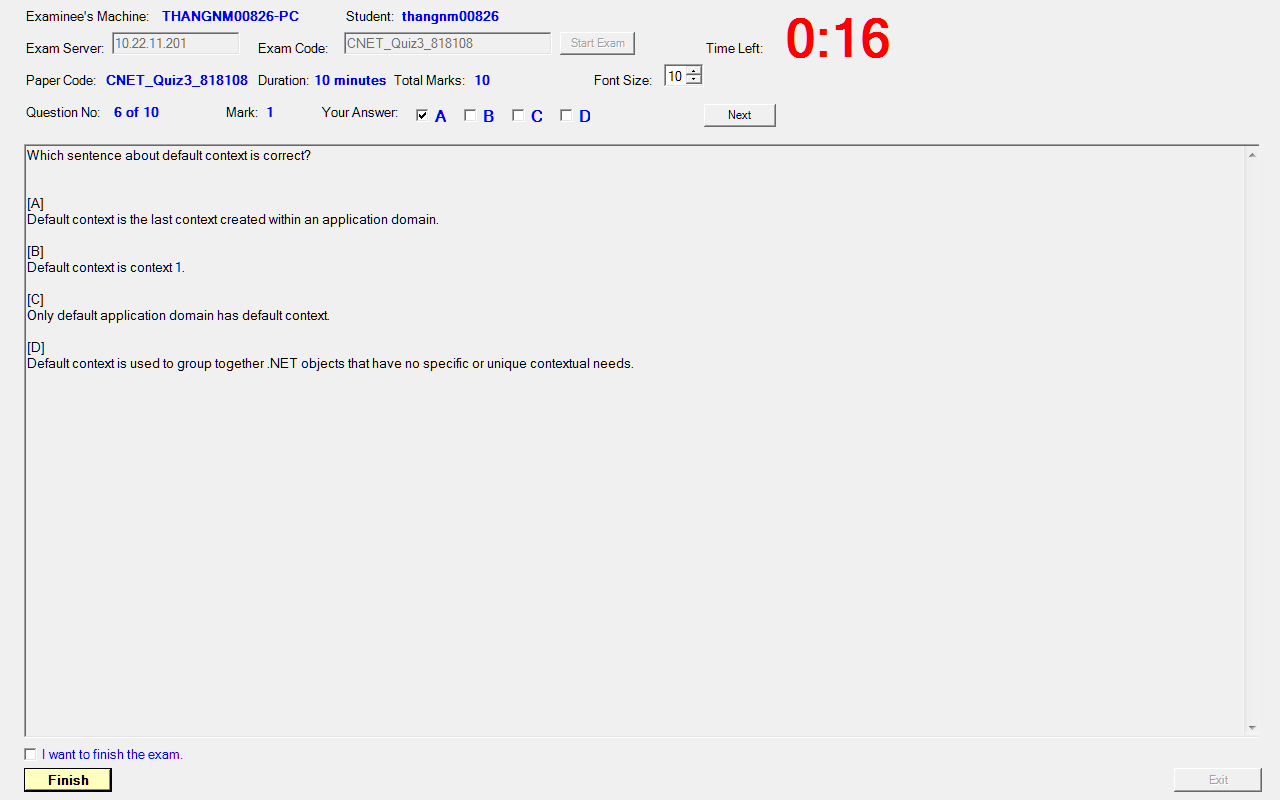 Examinee's Machine: THANGNM00826-PC Student: thangnm00826
Exam Server: 10.22.11.201 Exam Code: CNET_Quiz3_818108 Start Exam Time Left: 0:16
Paper Code: CNET_Quiz3_818108 Duration: 10 minutes Total Marks: 10 Font Size: 10
Question No: 6 of 10 Mark: 1 Your Answer: A B C D Next
Which sentence about default context is correct?
[A]
Default context is the last context created within an application domain.
[B]
Default context is context 1.
[C]
Only default application domain has default context.
[D]
Default context is used to group together .NET objects that have no specific or unique contextual needs.
I want to finish the exam.
Finish Exit